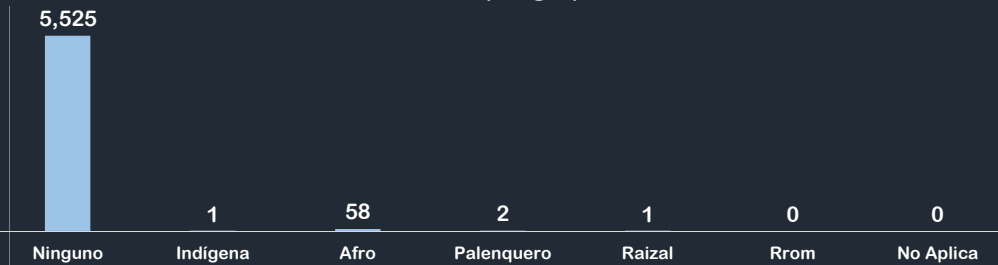 5,525
1
58
2
1
0
0
Ninguno
Indígena
Afro
Palenquero
Raizal
Rrom
No Aplica